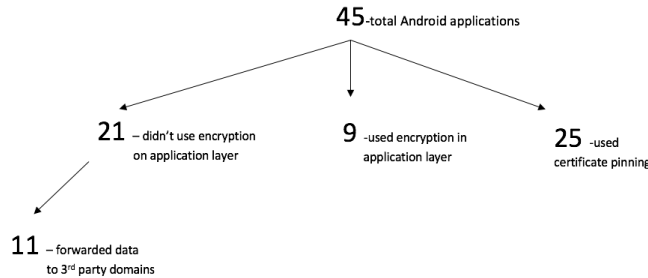 45-total Android applications
21 – didn't use encryption
on application layer
9 -used encryption in
application layer
25 -used
certificate pinning
11 – forwarded data
to 3rd party domains